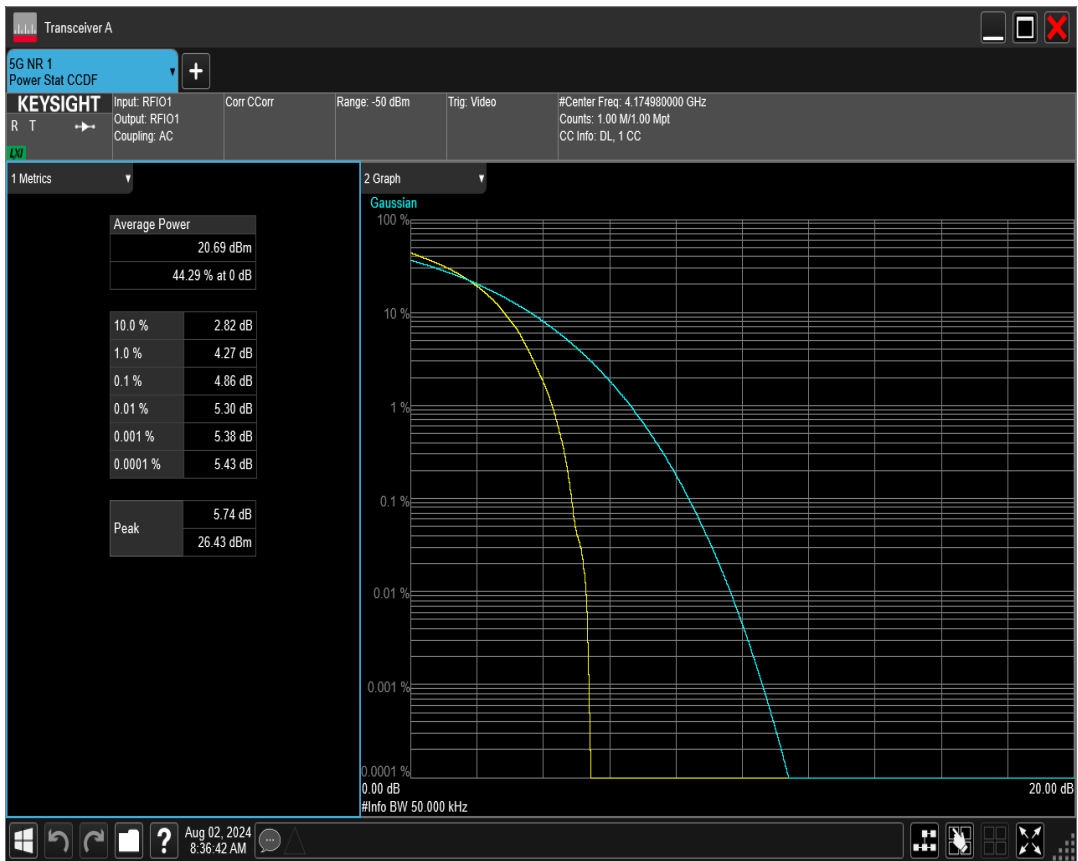 Transceiver A
5G NR 1
Power Stat CCDF
KEYSIGHT
R T
LXI
Input: RFIO1
Output: RFIO1
Coupling: AC
Corr CCorr
Range: -50 dBm
Trig: Video
#Center Freq: 4.174980000 GHz
Counts: 1.00 M/1.00 Mpt
CC Info: DL, 1 CC
1 Metrics
Average Power
20.69 dBm
44.29 % at 0 dB
10.0 % 2.82 dB
1.0 % 4.27 dB
0.1 % 4.86 dB
0.01 % 5.30 dB
0.001 % 5.38 dB
0.0001 % 5.43 dB
Peak 5.74 dB
26.43 dBm
2 Graph
Gaussian
100 %
10 %
1 %
0.1 %
0.01 %
0.001 %
0.0001 %
0.00 dB 20.00 dB
#Info BW 50.000 kHz
Aug 02, 2024
8:36:42 AM